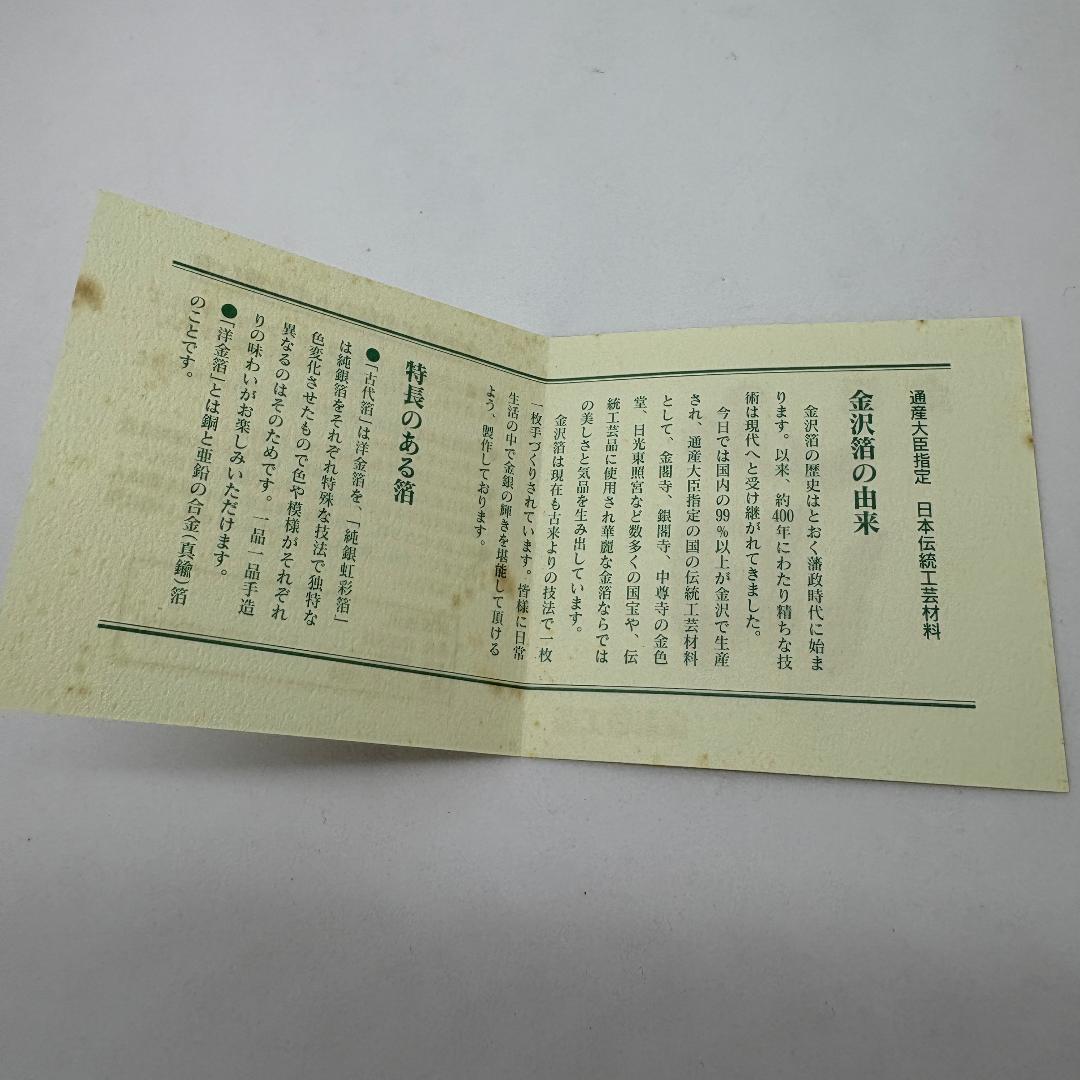 通産大臣指定　日本伝統工芸材料
金沢箔の由来
金沢箔の歴史はとおく藩政時代に始ま
ります。以来、約400年にわたり精ちな技
術は現代へと受け継がれてきました。
今日では国内の99％以上が金沢で生産
され、通産大臣指定の国の伝統工芸材料
として、金閣寺、銀閣寺、中尊寺の金色
堂、日光東照宮など数多くの国宝や、伝
統工芸品に使用され華麗な金箔ならでは
の美しさと気品を生み出しています。
金沢箔は現在も古来よりの技法で一枚
一枚手づくりされています。皆様に日常
生活の中で金銀の輝きを堪能して頂ける
よう、製作しております。
特長のある箔
●「古代箔」は洋金箔を、「純銀虹彩箔」
は純銀箔をそれぞれ特殊な技法で独特な
色変化させたもので色や模様がそれぞれ
異なるのはそのためです。一品一品手造
りの味わいがお楽しみいただけます。
●「洋金箔」とは銅と亜鉛の合金（真鍮）箔
のことです。